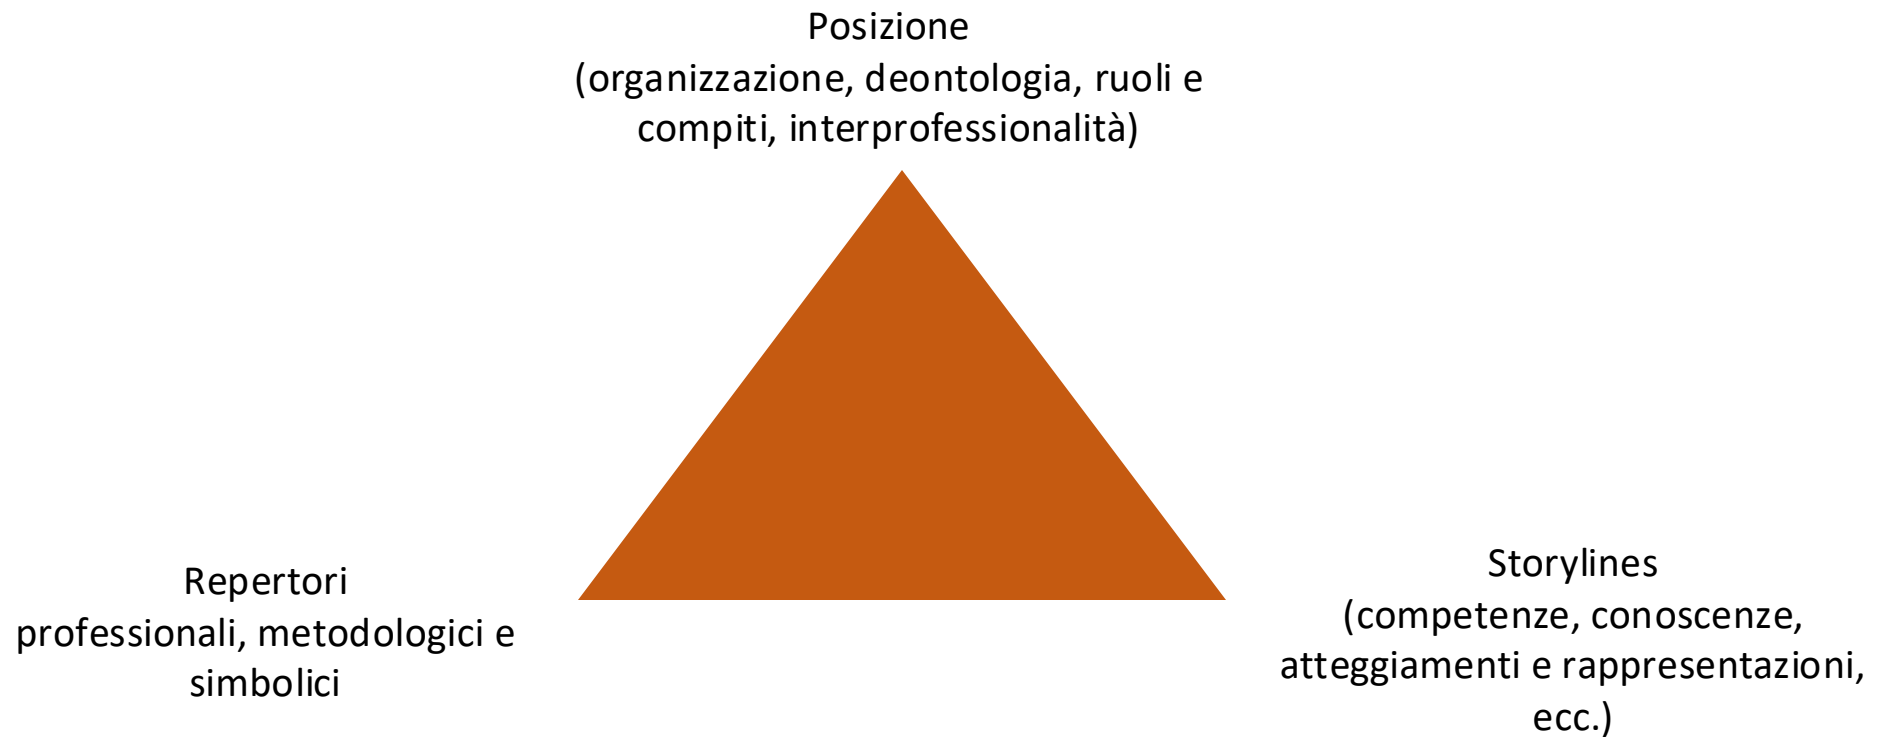 Posizione
(organizzazione, deontologia, ruoli e
compiti, interprofessionalità)
Repertori
professionali, metodologici e
simbolici
Storylines
(competenze, conoscenze,
atteggiamenti e rappresentazioni,
ecc.)